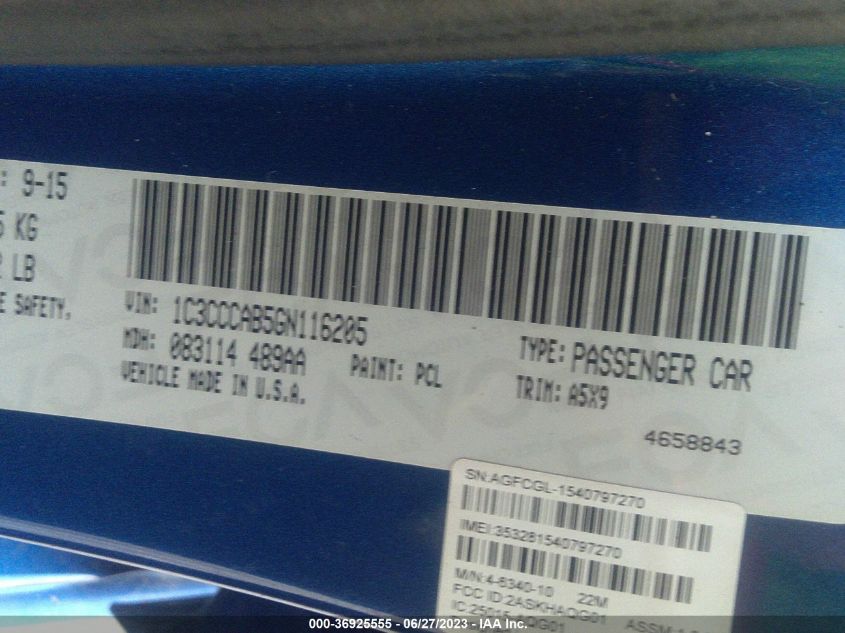 : 9-15
KG
LB
E SAFETY.
VIN: 1C3CCCAB5GN116205
MDH: 083114 489AA
VEHICLE MADE IN U.S.A.
PAINT: PCL
TYPE: PASSENGER CAR
TRIM: A5X9
4658843
SN:AGFCGL-1540797270
IMEI:353281540797270
M/N:4-6340-10 22M
FCC ID:2ASKHAQG01
ASSM
000-36925555 - 06/27/2023 - © IAA Inc.